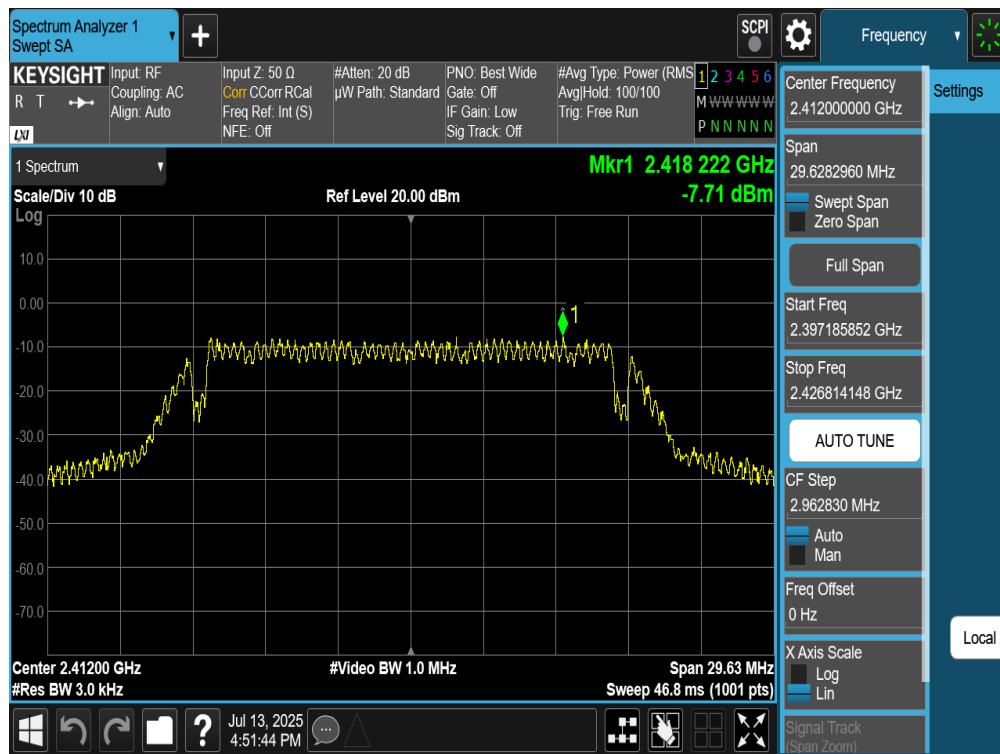 Spectrum Analyzer 1
Swept SA
+
SCPI
Frequency
KEYSIGHT
R T
LXI
Input: RF
Coupling: AC
Align: Auto
Input Z: 50 Ω
Corr CCorr RCal
Freq Ref: Int (S)
NFE: Off
#Atten: 20 dB
µW Path: Standard
PNO: Best Wide
Gate: Off
IF Gain: Low
Sig Track: Off
#Avg Type: Power (RMS
Avg|Hold: 100/100
Trig: Free Run
1 2 3 4 5 6
M W W W W W W
P N N N N N N
1 Spectrum
Mkr1 2.418 222 GHz
-7.71 dBm
Scale/Div 10 dB
Ref Level 20.00 dBm
Log
10.0
0.00
-10.0
-20.0
-30.0
-40.0
-50.0
-60.0
-70.0
1
Center 2.41200 GHz
#Video BW 1.0 MHz
Span 29.63 MHz
#Res BW 3.0 kHz
Sweep 46.8 ms (1001 pts)
Jul 13, 2025
4:51:44 PM
?
Center Frequency
2.412000000 GHz
Span
29.6282960 MHz
Swept Span
Zero Span
Full Span
Start Freq
2.397185852 GHz
Stop Freq
2.426814148 GHz
AUTO TUNE
CF Step
2.962830 MHz
Auto
Man
Freq Offset
0 Hz
X Axis Scale
Log
Lin
Signal Track
(Span Zoom)
Settings
Local